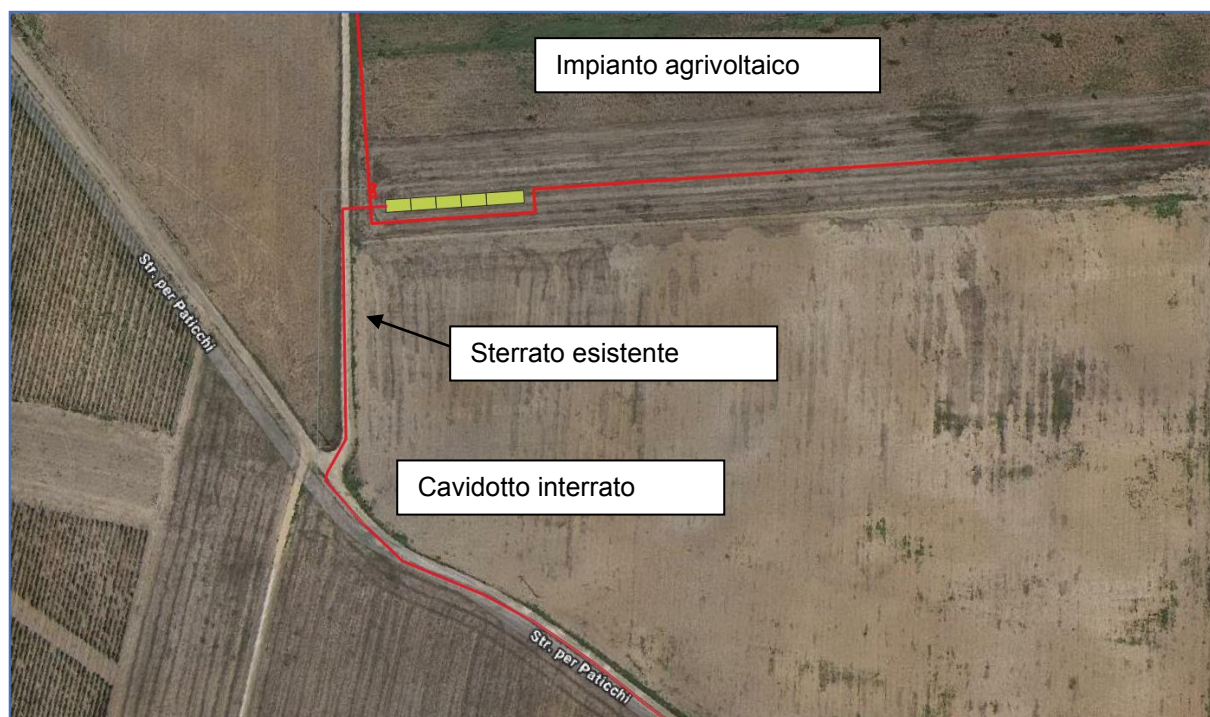 Impianto agrivoltaico
Str. per Paticchi
Sterrato esistente
Cavidotto interrato
Str. per Paticchi